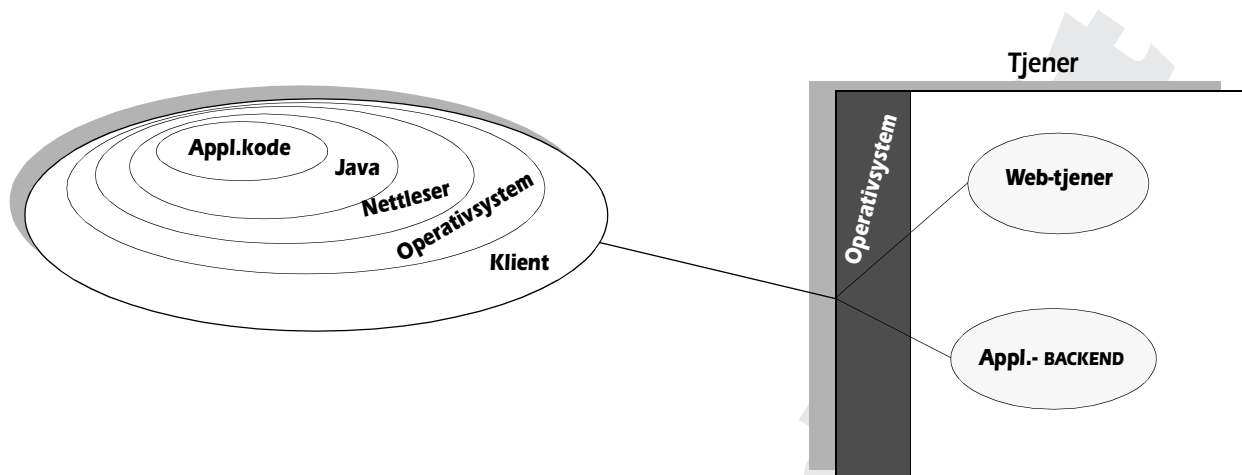 Tjener
Appl.kode
Java
Nettleser
Operativsystem
Klient
Operativsystem
Web-tjener
Appl.- BACKEND